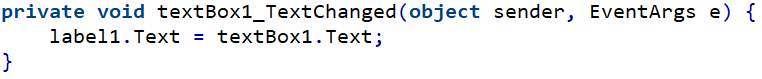 private void textBox1_TextChanged(object sender, EventArgs e) {
    label1.Text = textBox1.Text;
}